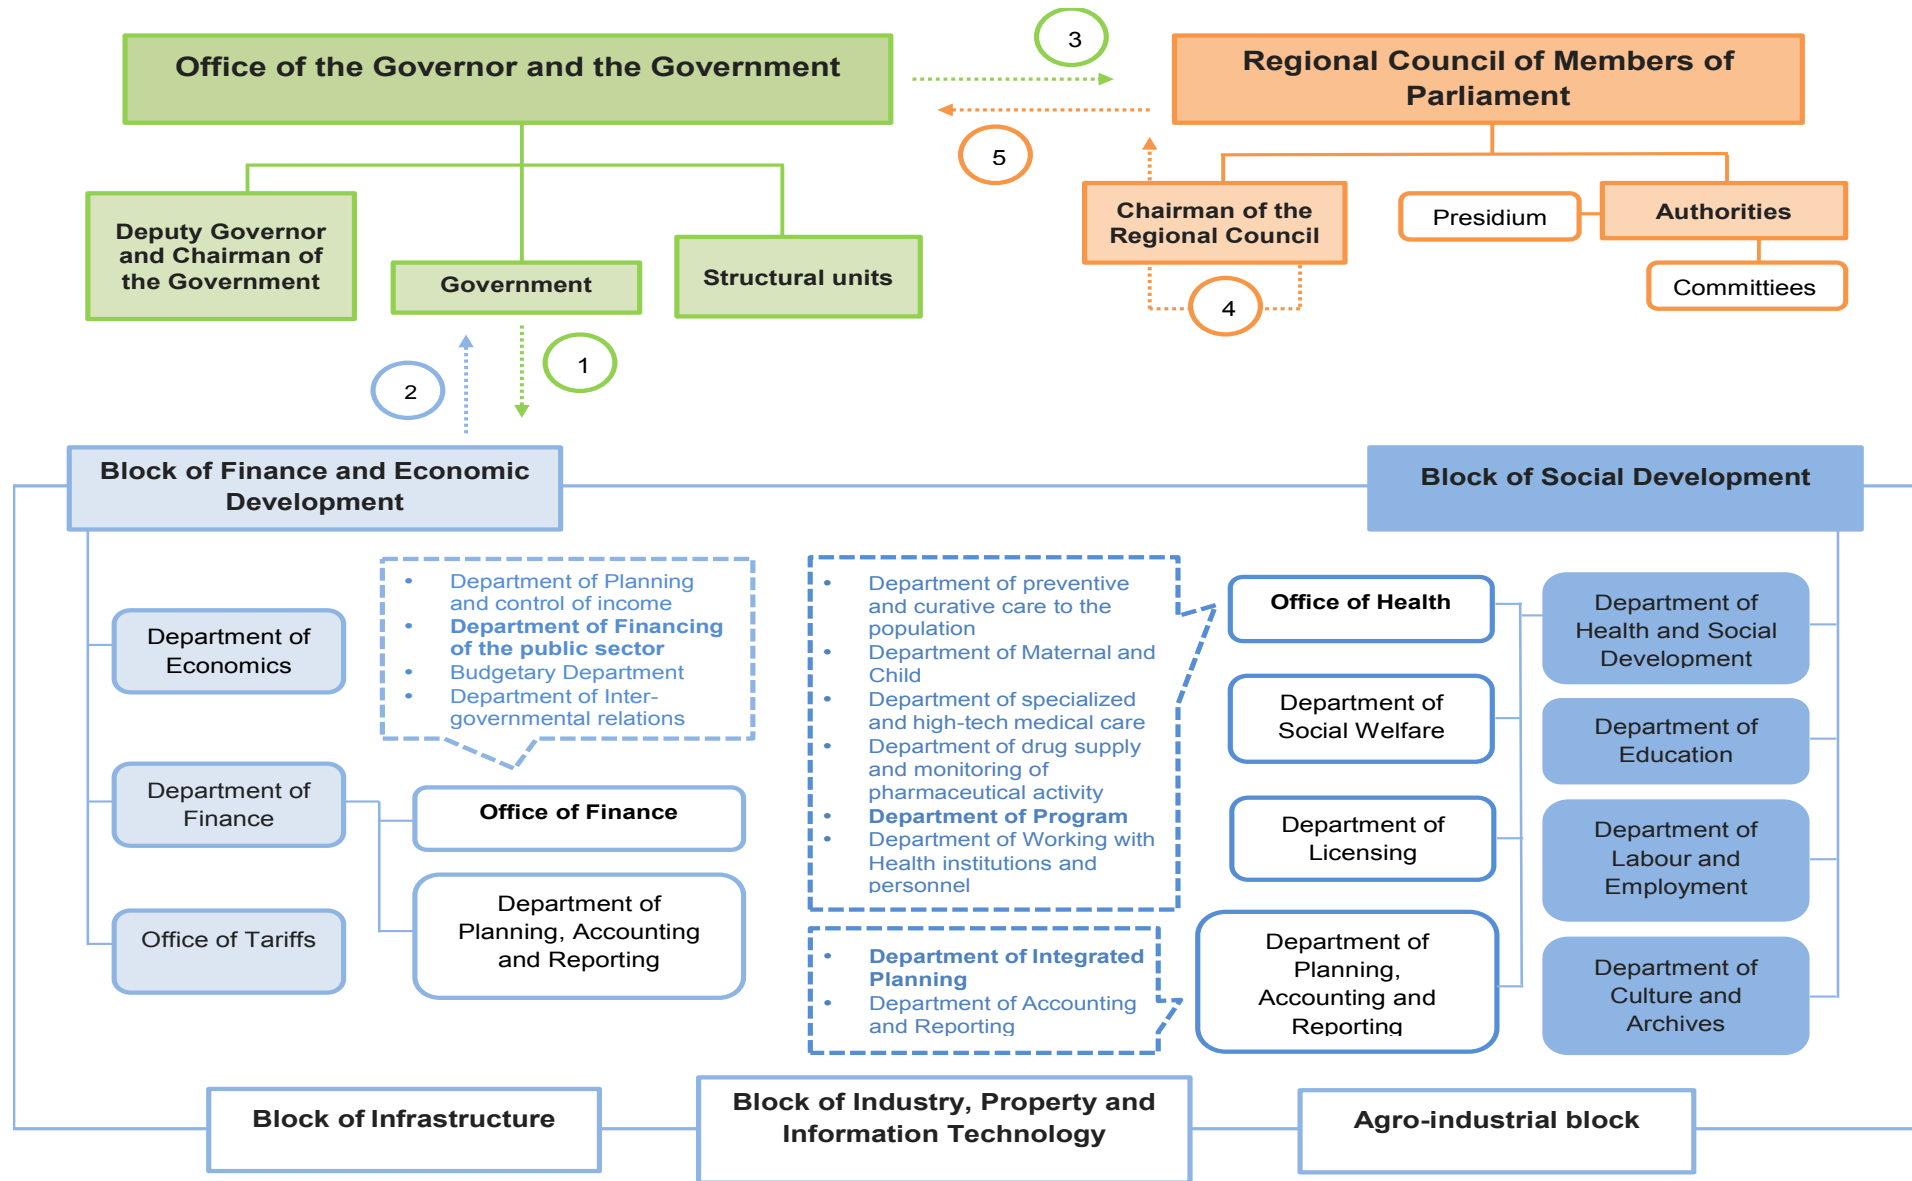 3
Office of the Governor and the Government
Regional Council of Members of
Parliament
5
Deputy Governor
and Chairman of
the Government
Government
Structural units
Chairman of the
Regional Council
Presidium
Authorities
Committiees
4
1
2
Block of Finance and Economic
Development
Block of Social Development
Department of
Economics
Department of
Finance
Office of Tariffs
• Department of Planning
and control of income
• Department of Financing
of the public sector
• Budgetary Department
• Department of Inter-
governmental relations
Office of Finance
Department of
Planning, Accounting
and Reporting
• Department of preventive
and curative care to the
population
• Department of Maternal and
Child
• Department of specialized
and high-tech medical care
• Department of drug supply
and monitoring of
pharmaceutical activity
• Department of Program
• Department of Working with
Health institutions and
personnel
• Department of Integrated
Planning
• Department of Accounting
and Reporting
Office of Health
Department of
Social Welfare
Department of
Licensing
Department of
Planning,
Accounting and
Reporting
Department of
Health and Social
Development
Department of
Education
Department of
Labour and
Employment
Department of
Culture and
Archives
Block of Infrastructure
Block of Industry, Property and
Information Technology
Agro-industrial block